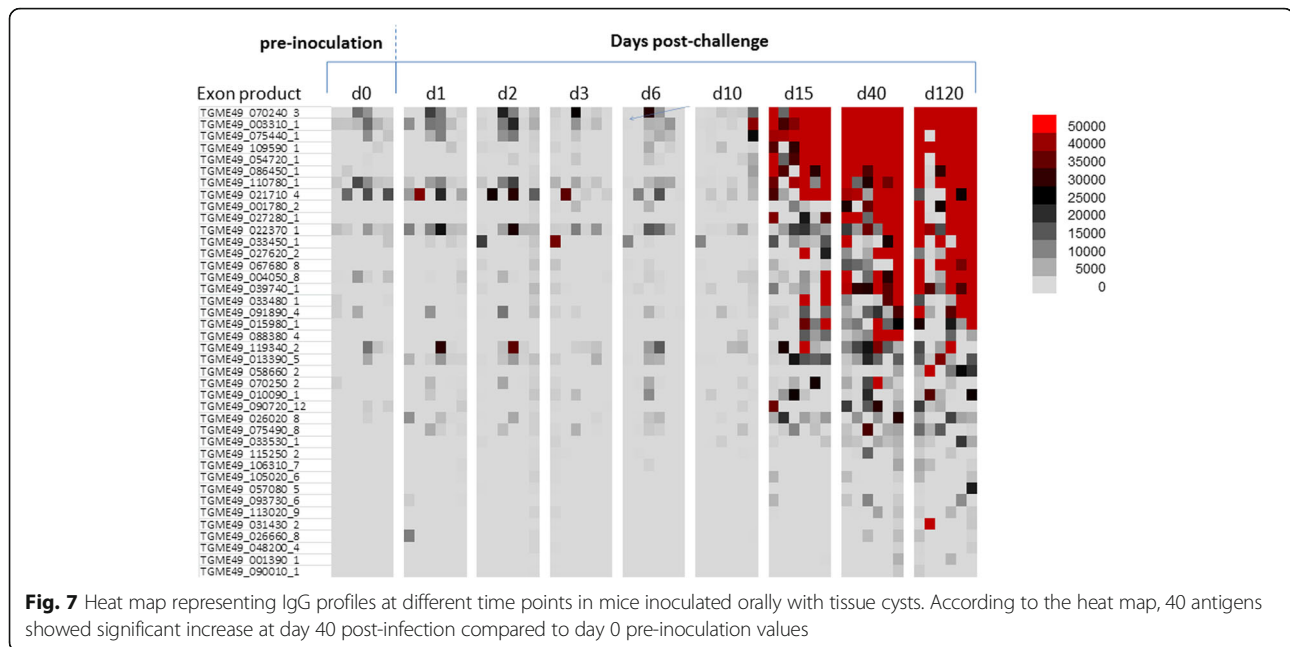 pre-inoculation
Days post-challenge
Exon product d0 d1 d2 d3 d6 d10 d15 d40 d120
TGME49_070240_3
TGME49_003310_1
TGME49_075440_1
TGME49_109590_1
TGME49_054720_1
TGME49_086450_1
TGME49_110780_1
TGME49_021710_4
TGME49_001780_2
TGME49_027280_1
TGME49_022370_1
TGME49_033450_1
TGME49_027620_2
TGME49_067680_8
TGME49_004050_8
TGME49_039740_1
TGME49_033480_1
TGME49_091890_4
TGME49_015980_1
TGME49_088380_4
TGME49_119340_2
TGME49_013390_5
TGME49_058660_2
TGME49_070250_2
TGME49_010090_1
TGME49_090720_12
TGME49_026020_8
TGME49_075490_8
TGME49_033530_1
TGME49_115250_2
TGME49_106310_7
TGME49_105020_6
TGME49_057080_5
TGME49_093730_6
TGME49_113020_9
TGME49_031430_2
TGME49_026660_8
TGME49_048200_4
TGME49_001390_1
TGME49_090010_1
50000
40000
35000
30000
25000
20000
15000
10000
5000
0
Fig. 7 Heat map representing IgG profiles at different time points in mice inoculated orally with tissue cysts. According to the heat map, 40 antigens
showed significant increase at day 40 post-infection compared to day 0 pre-inoculation values